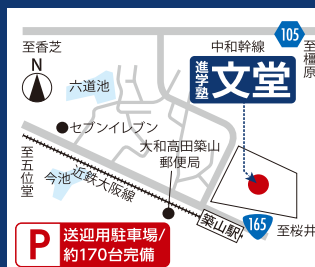 至香芝
中和幹線
105
至橿原
N
進学塾
文堂
六道池
セブンイレブン
大和高田築山
郵便局
至五位堂
今池
近鉄大阪線
築山駅
165
至桜井
P
送迎用駐車場/
約170台完備